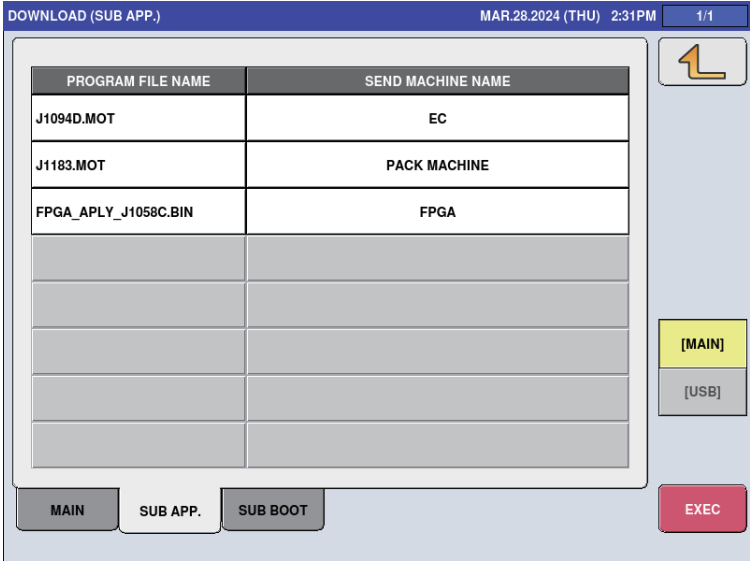 DOWNLOAD (SUB APP.) MAR.28.2024 (THU) 2:31PM 1/1
PROGRAM FILE NAME SEND MACHINE NAME
J1094D.MOT EC
J1183.MOT PACK MACHINE
FPGA_APLY_J1058C.BIN FPGA
[MAIN]
[USB]
MAIN SUB APP. SUB BOOT EXEC